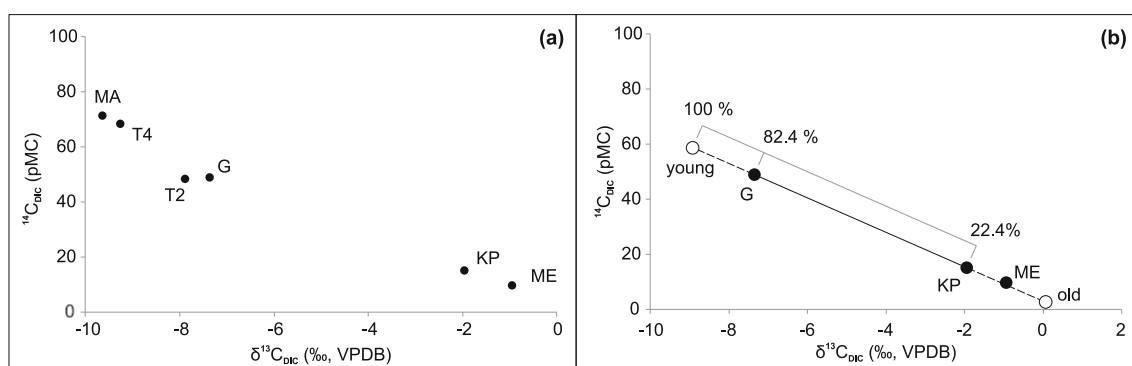 (a)
100
80
60
40
20
0
¹⁴C_DIC (pMC)
MA
T4
T2
G
KP
ME
-10
-8
-6
-4
-2
0
δ¹³C_DIC (‰, VPDB)
(b)
100
80
60
40
20
0
¹⁴C_DIC (pMC)
100 %
82.4 %
young
G
22.4%
KP
ME
old
-10
-8
-6
-4
-2
0
2
δ¹³C_DIC (‰, VPDB)